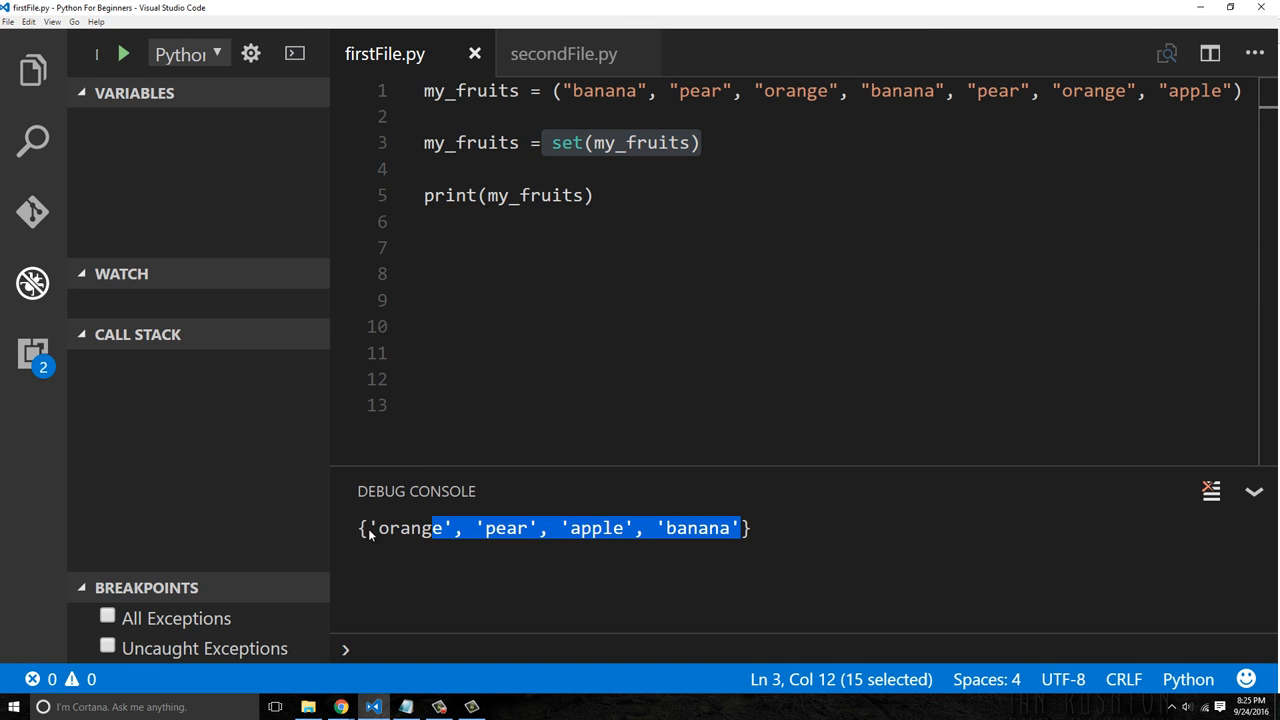 firstFile.py - Python For Beginners - Visual Studio Code
File Edit View Go Help
Python
firstFile.py
secondFile.py
VARIABLES
WATCH
CALL STACK
2
BREAKPOINTS
All Exceptions
Uncaught Exceptions
1 my_fruits = ("banana", "pear", "orange", "banana", "pear", "orange", "apple")
2
3 my_fruits = set(my_fruits)
4
5 print(my_fruits)
6
7
8
9
10
11
12
13
DEBUG CONSOLE
{'orange', 'pear', 'apple', 'banana'}
0 0
Ln 3, Col 12 (15 selected) Spaces: 4 UTF-8 CRLF Python
I'm Cortana. Ask me anything.
8:25 PM
9/24/2016